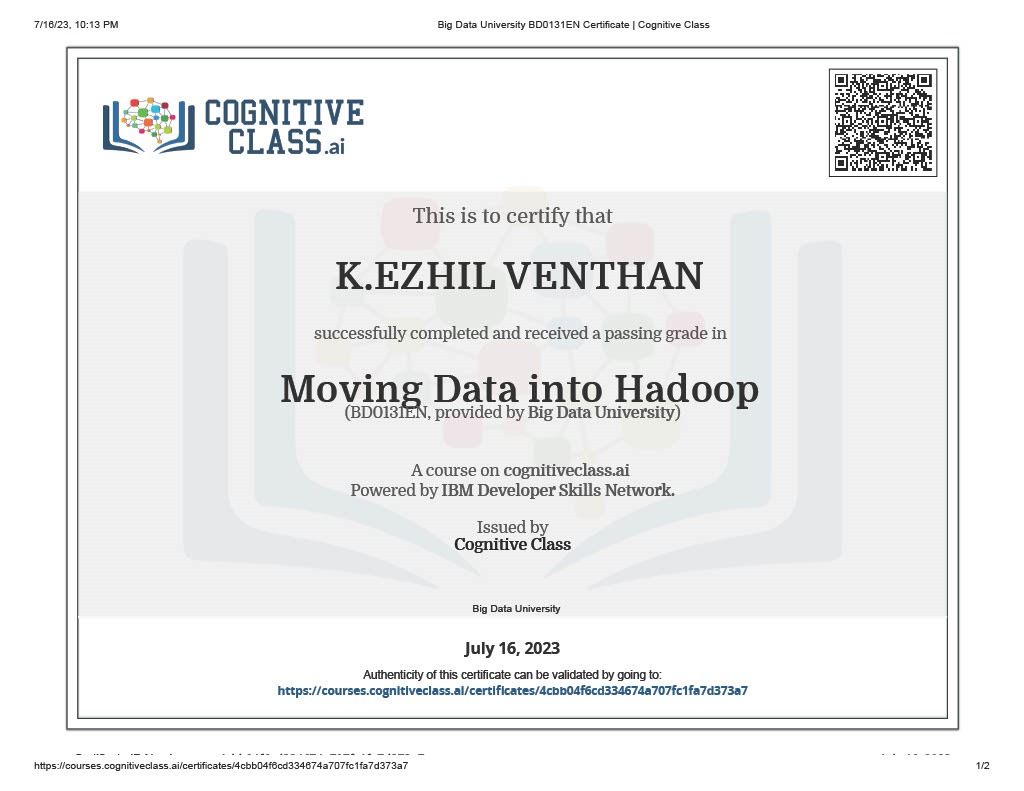 7/16/23, 10:13 PM
Big Data University BD0131EN Certificate | Cognitive Class
COGNITIVE
CLASS.ai
This is to certify that
K.EZHIL VENTHAN
successfully completed and received a passing grade in
Moving Data into Hadoop
(BD0131EN, provided by Big Data University)
A course on cognitiveclass.ai
Powered by IBM Developer Skills Network.
Issued by
Cognitive Class
Big Data University
July 16, 2023
Authenticity of this certificate can be validated by going to:
https://courses.cognitiveclass.ai/certificates/4cbb04f6cd334674a707fc1fa7d373a7
https://courses.cognitiveclass.ai/certificates/4cbb04f6cd334674a707fc1fa7d373a7
1/2